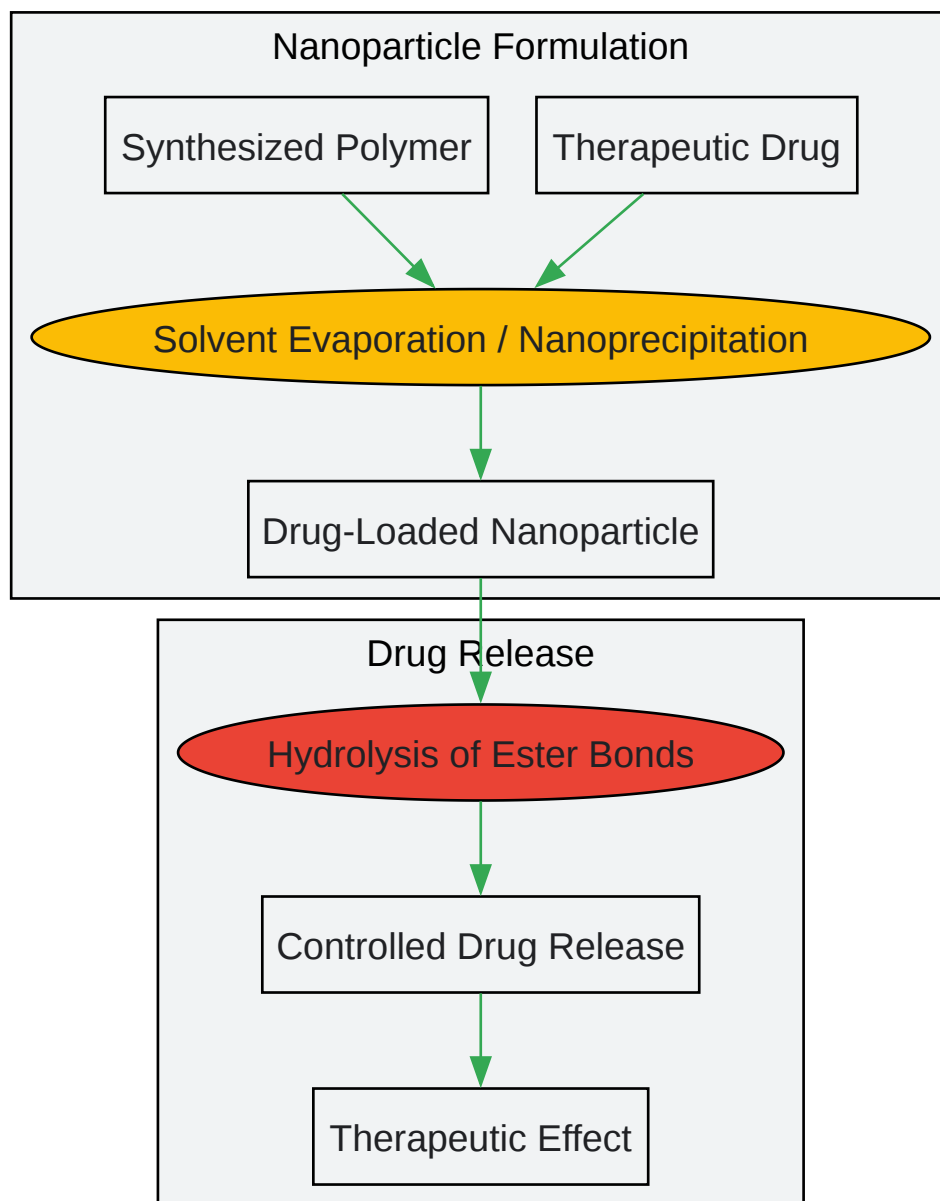 Nanoparticle Formulation
Synthesized Polymer
Therapeutic Drug
Solvent Evaporation / Nanoprecipitation
Drug-Loaded Nanoparticle
Drug Release
Hydrolysis of Ester Bonds
Controlled Drug Release
Therapeutic Effect